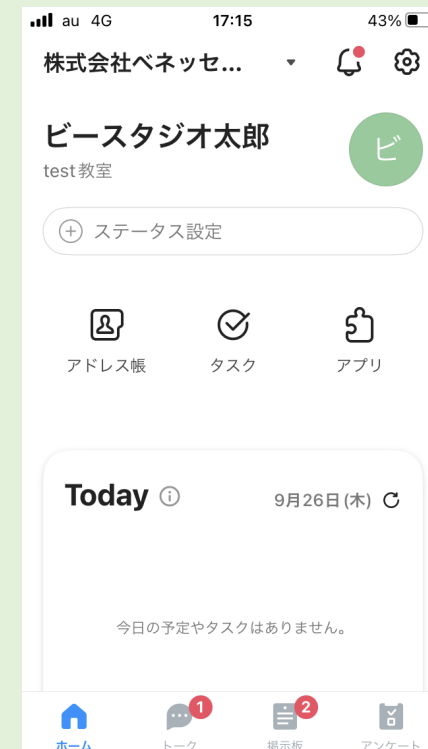 au 4G 17:15 43%
株式会社ベネッセ...
ビースタジオ太郎
ビ
test教室
ステータス設定
アドレス帳 タスク アプリ
Today 9月26日(木)
今日の予定やタスクはありません。
1 2
ホーム トーク 掲示板 アンケート